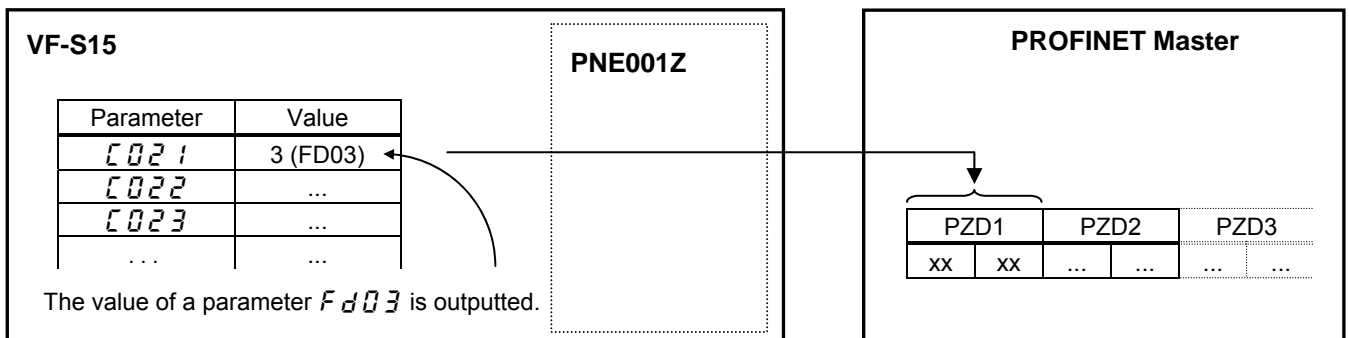 VF-S15
PNE001Z
Parameter Value
C021 3 (FD03)
C022 ...
C023 ...
... ...
The value of a parameter Fd03 is outputted.
PROFINET Master
PZD1 PZD2 PZD3
xx xx ... ... ... ...